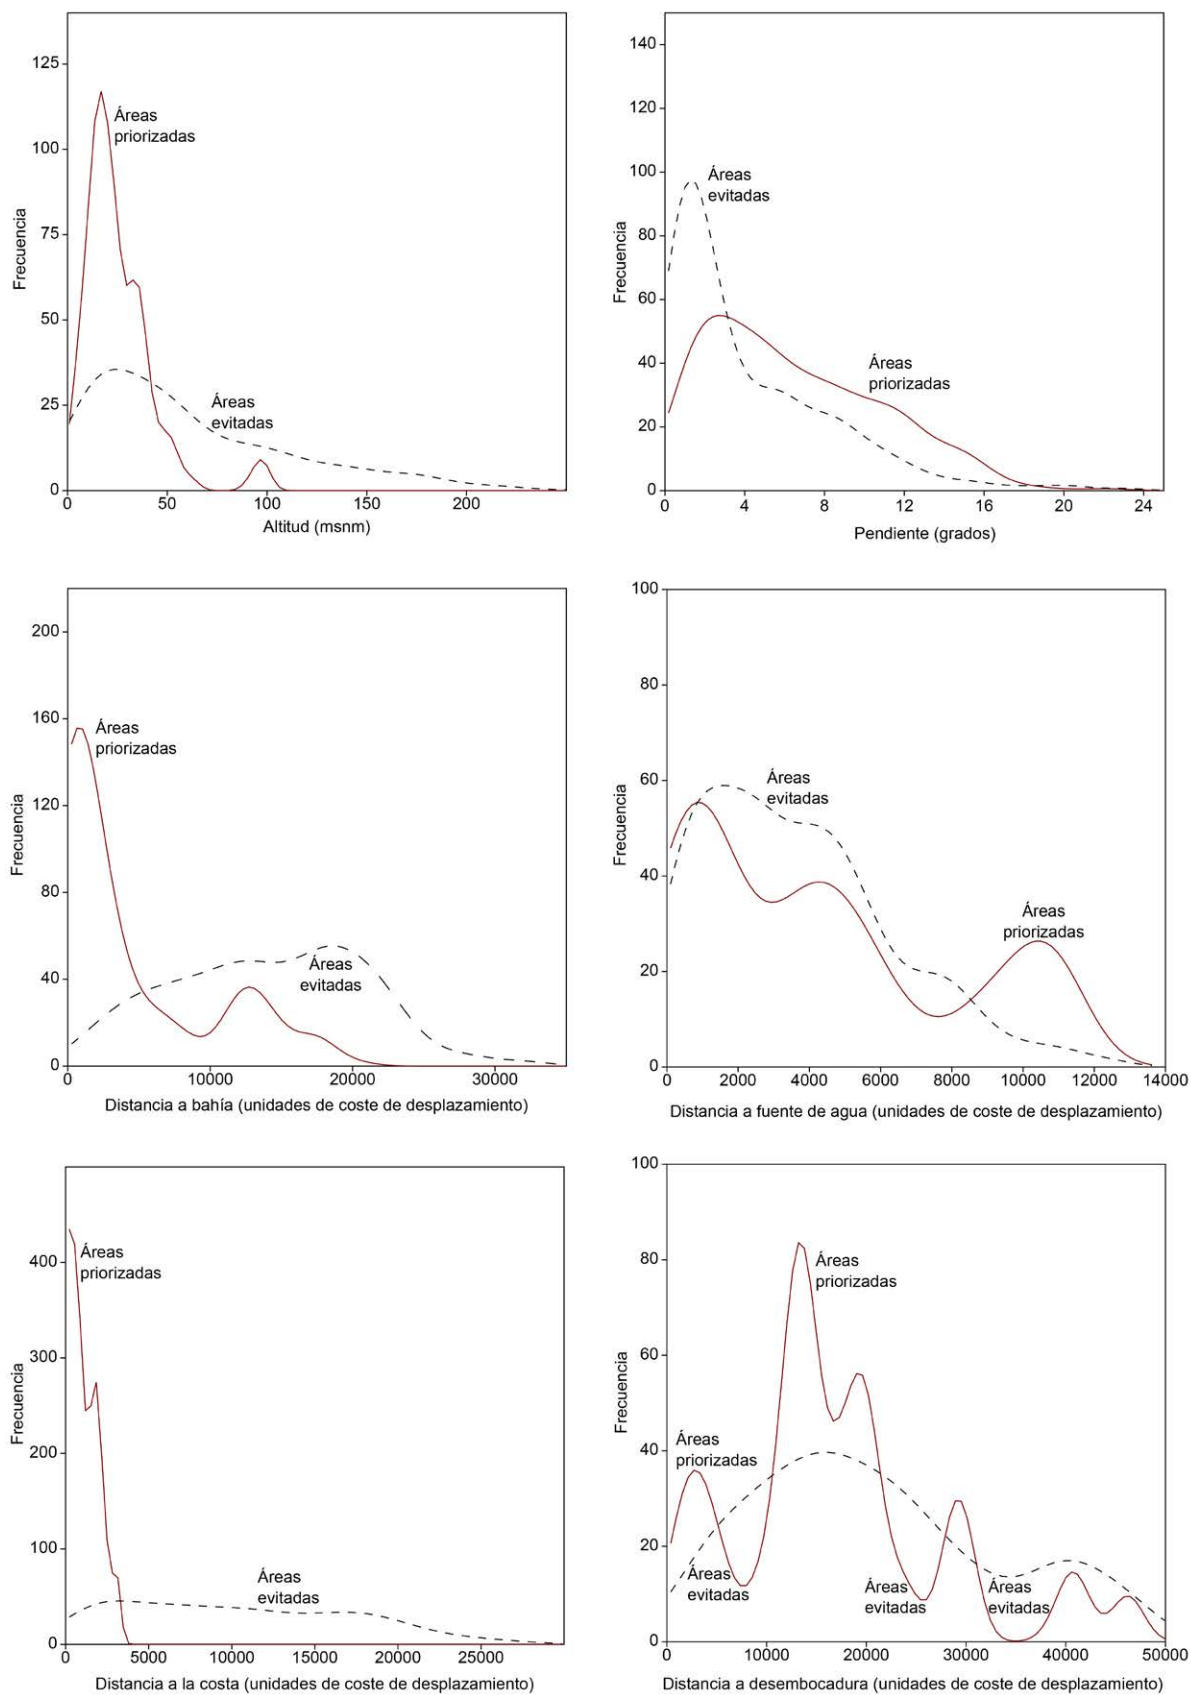 125
100
75
50
25
0
Frecuencia
Áreas
priorizadas
Áreas
evitadas
0 50 100 150 200
Altitud (msnm)
140
120
100
80
60
40
20
0
Frecuencia
Áreas
evitadas
Áreas
priorizadas
0 4 8 12 16 20 24
Pendiente (grados)
200
160
120
80
40
0
Frecuencia
Áreas
priorizadas
Áreas
evitadas
0 10000 20000 30000
Distancia a bahía (unidades de coste de desplazamiento)
100
80
60
40
20
0
Frecuencia
Áreas
evitadas
Áreas
priorizadas
0 2000 4000 6000 8000 10000 12000 14000
Distancia a fuente de agua (unidades de coste de desplazamiento)
400
300
200
100
0
Frecuencia
Áreas
priorizadas
Áreas
evitadas
0 5000 10000 15000 20000 25000
Distancia a la costa (unidades de coste de desplazamiento)
100
80
60
40
20
0
Frecuencia
Áreas
priorizadas
Áreas
priorizadas
Áreas
evitadas
Áreas
evitadas
Áreas
evitadas
0 10000 20000 30000 40000 50000
Distancia a desembocadura (unidades de coste de desplazamiento)